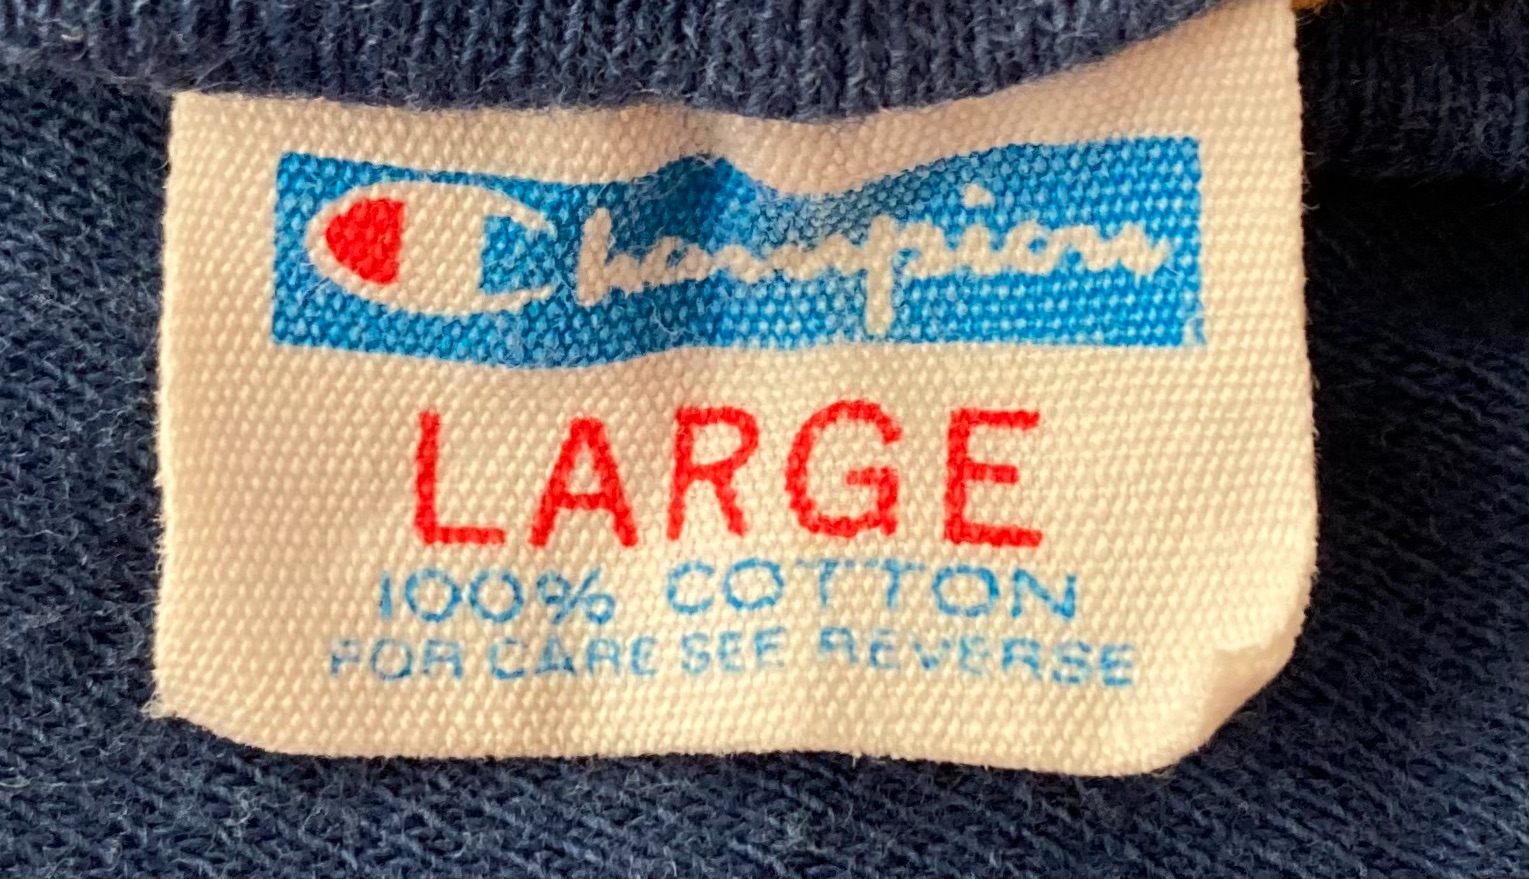 Champion
LARGE
100% COTTON
FOR CARE SEE REVERSE